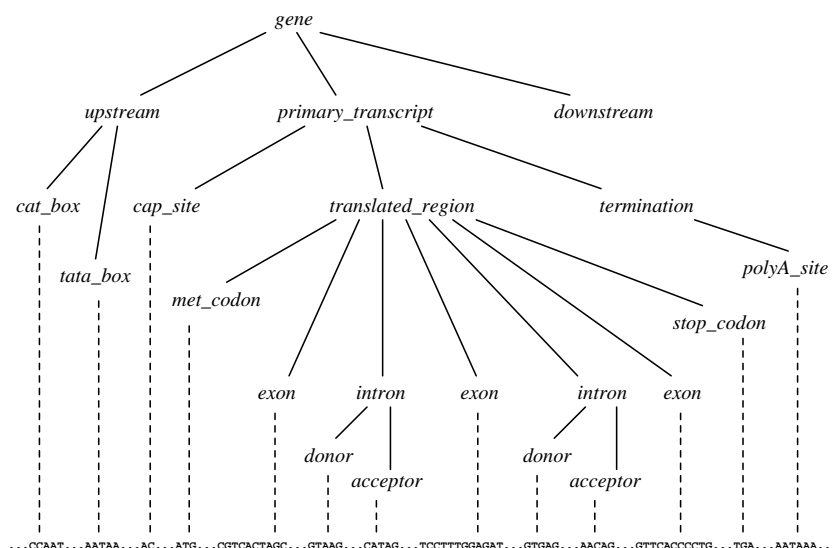 gene
upstream primary_transcript downstream
cat_box cap_site translated_region termination
tata_box polyA_site
met_codon
stop_codon
exon intron exon intron exon
donor donor
acceptor acceptor
...CCAAT...AATAA...AC...ATG...CGTCACTAGC...GTAAG...CATAG...TCCTTTGGAGAT...GTGAG...AACAG...GTTCACCCCTG...TGA...AATAAA...